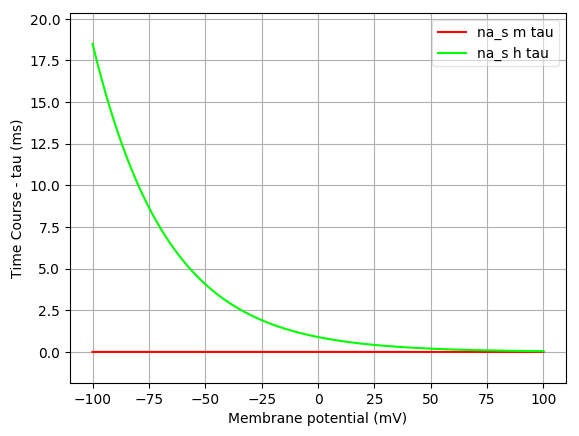 20.0
17.5
15.0
12.5
10.0
7.5
5.0
2.5
0.0
Time Course - tau (ms)
na_s m tau
na_s h tau
−100 −75 −50 −25 0 25 50 75 100
Membrane potential (mV)